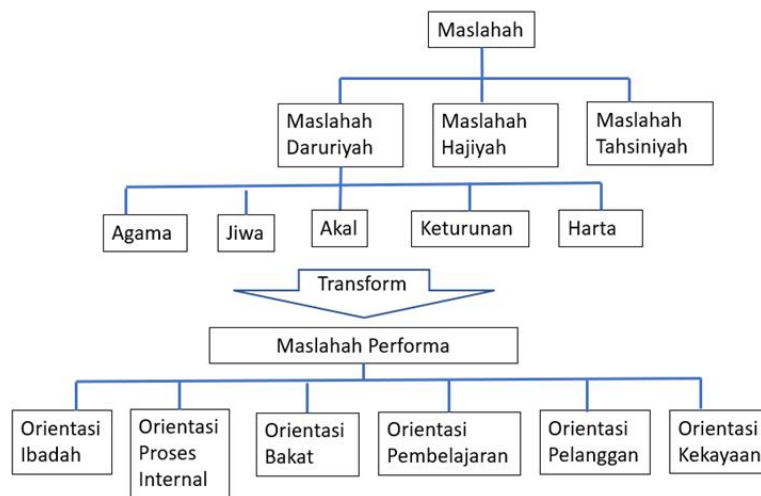 Maslahah
Maslahah
Daruriyah
Maslahah
Hajiyah
Maslahah
Tahsiniyah
Agama
Jiwa
Akal
Keturunan
Harta
Transform
Maslahah Performa
Orientasi
Ibadah
Orientasi
Proses
Internal
Orientasi
Bakat
Orientasi
Pembelajaran
Orientasi
Pelanggan
Orientasi
Kekayaan